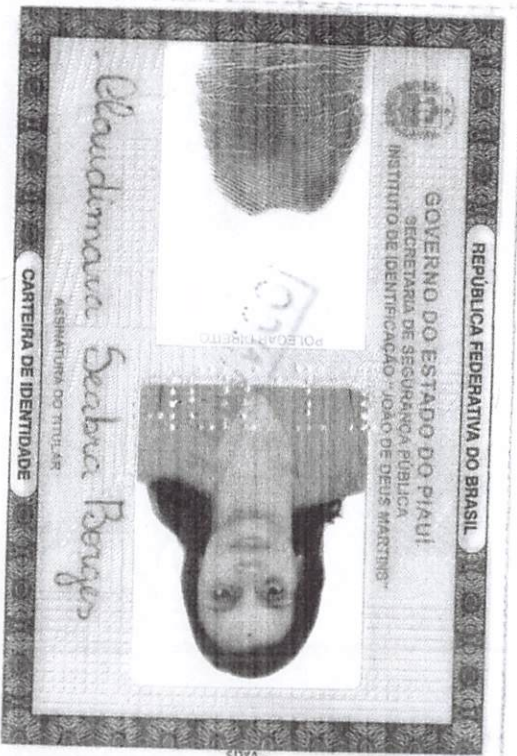 REPÚBLICA FEDERATIVA DO BRASIL
GOVERNO DO ESTADO DO PIAUÍ
SECRETARIA DE SEGURANÇA PÚBLICA
INSTITUTO DE IDENTIFICAÇÃO "JOÃO DE DEUS MARTINS"
POLEGAR DIREITO
Claudimara Seabra Borges
ASSINATURA DO TITULAR
CARTEIRA DE IDENTIDADE